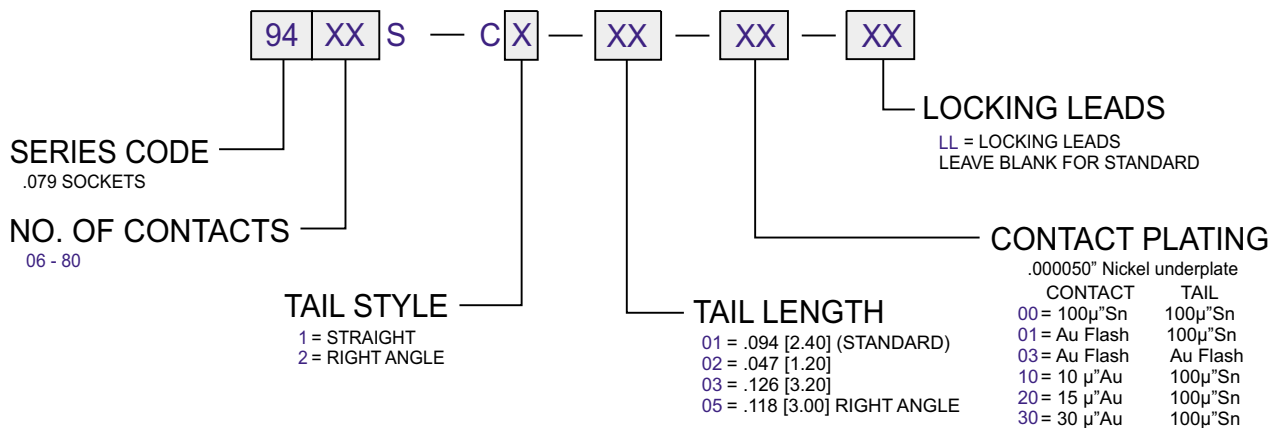 94 XX S — C X — XX — XX — XX
LOCKING LEADS
LL = LOCKING LEADS
LEAVE BLANK FOR STANDARD
SERIES CODE
.079 SOCKETS
NO. OF CONTACTS
06 - 80
TAIL STYLE
1 = STRAIGHT
2 = RIGHT ANGLE
TAIL LENGTH
01 = .094 [2.40] (STANDARD)
02 = .047 [1.20]
03 = .126 [3.20]
05 = .118 [3.00] RIGHT ANGLE
CONTACT PLATING
.000050” Nickel underplate
CONTACT TAIL
00 = 100µ”Sn 100µ”Sn
01 = Au Flash 100µ”Sn
03 = Au Flash Au Flash
10 = 10 µ”Au 100µ”Sn
20 = 15 µ”Au 100µ”Sn
30 = 30 µ”Au 100µ”Sn